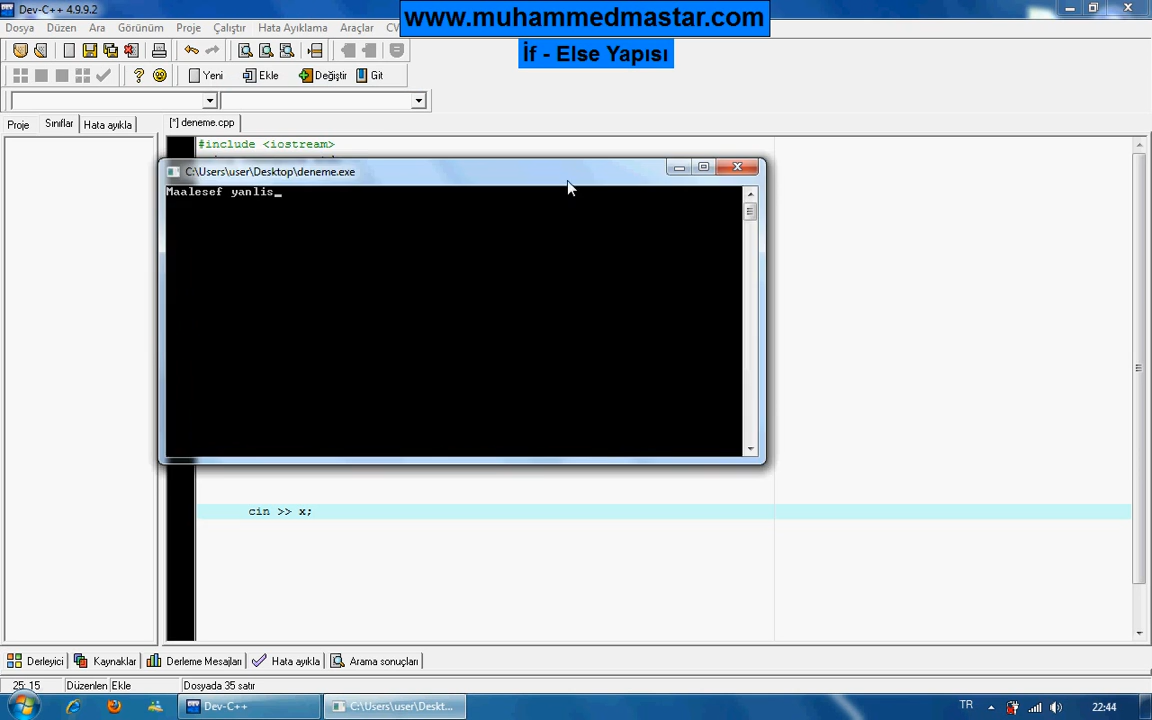 Dev-C++ 4.9.9.2
www.muhammedmastar.com
Dosya Düzen Ara Görünüm Proje Çalıştır Hata Ayıklama Araçlar CV
İf - Else Yapısı
Yeni Ekle Değiştir Git
Proje Sınıflar Hata ayıkla
[*] deneme.cpp
#include <iostream>
C:\Users\user\Desktop\deneme.exe
Maalesef yanlis_
cin >> x;
Derleyici Kaynaklar Derleme Mesajları Hata ayıkla Arama sonuçları
25: 15 Düzenlen Ekle Dosyada 35 satır
Dev-C++ C:\Users\user\Deskt... TR 22:44